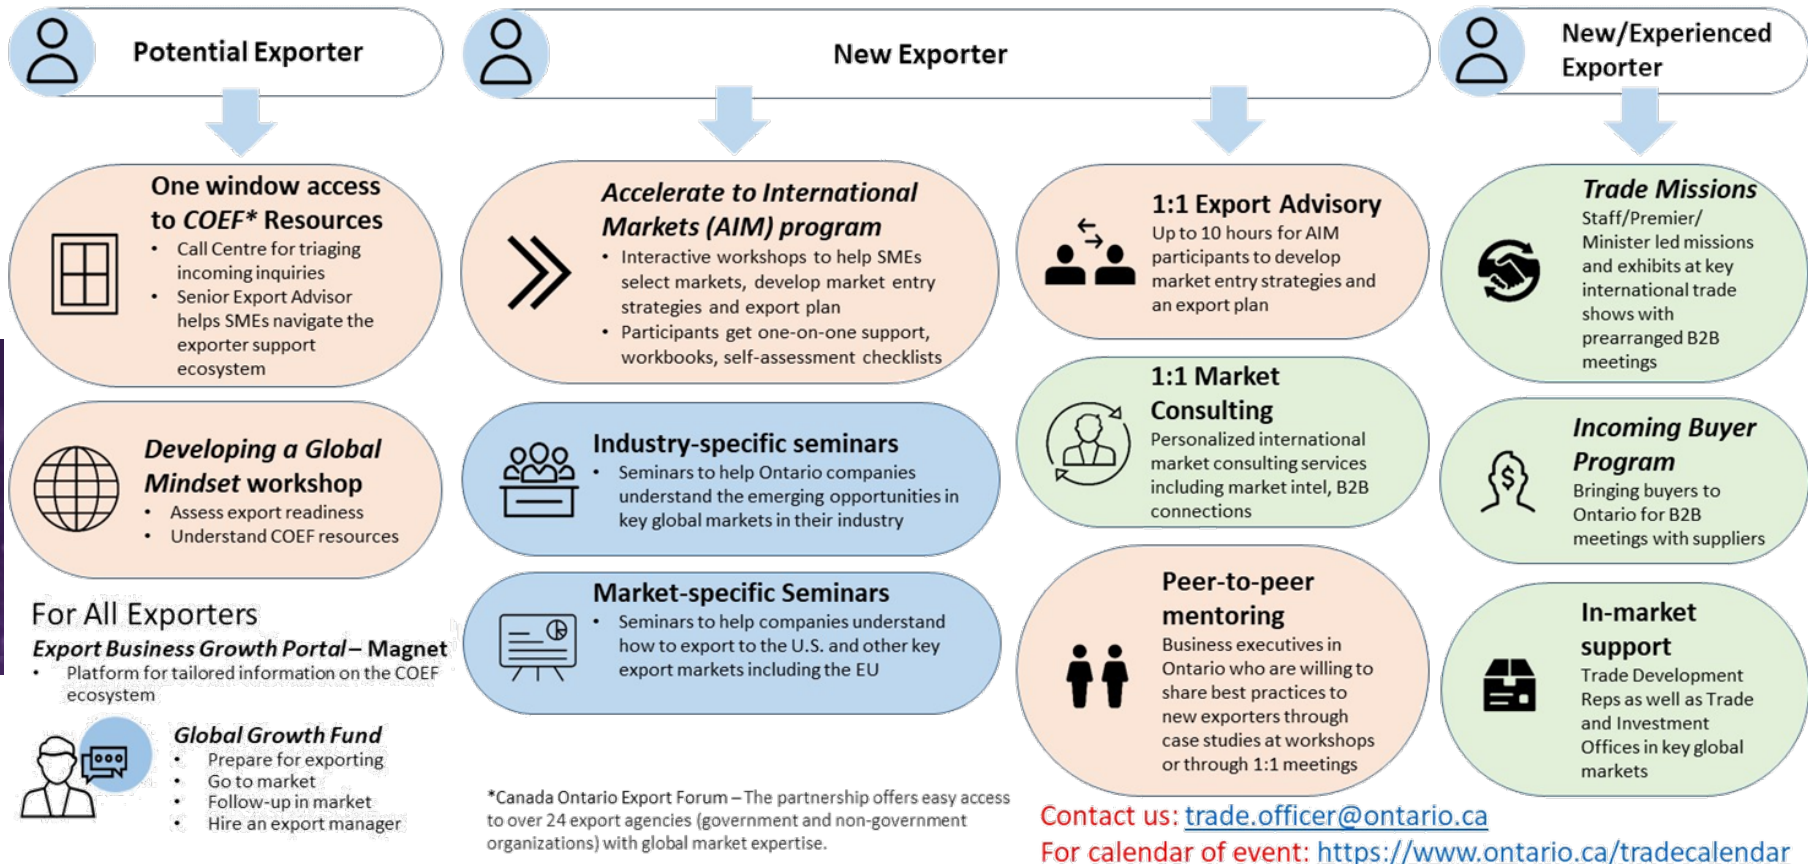 Potential Exporter
One window access
to COEF* Resources
• Call Centre for triaging
incoming inquiries
• Senior Export Advisor
helps SMEs navigate the
exporter support
ecosystem
Developing a Global
Mindset workshop
• Assess export readiness
• Understand COEF resources
For All Exporters
Export Business Growth Portal – Magnet
• Platform for tailored information on the COEF
ecosystem
Global Growth Fund
• Prepare for exporting
• Go to market
• Follow-up in market
• Hire an export manager
New Exporter
Accelerate to International
Markets (AIM) program
• Interactive workshops to help SMEs
select markets, develop market entry
strategies and export plan
• Participants get one-on-one support,
workbooks, self-assessment checklists
Industry-specific seminars
• Seminars to help Ontario companies
understand the emerging opportunities in
key global markets in their industry
Market-specific Seminars
• Seminars to help companies understand
how to export to the U.S. and other key
export markets including the EU
*Canada Ontario Export Forum – The partnership offers easy access
to over 24 export agencies (government and non-government
organizations) with global market expertise.
1:1 Export Advisory
Up to 10 hours for AIM
participants to develop
market entry strategies and
an export plan
1:1 Market
Consulting
Personalized international
market consulting services
including market intel, B2B
connections
Peer-to-peer
mentoring
Business executives in
Ontario who are willing to
share best practices to
new exporters through
case studies at workshops
or through 1:1 meetings
New/Experienced
Exporter
Trade Missions
Staff/Premier/
Minister led missions
and exhibits at key
international trade
shows with
prearranged B2B
meetings
Incoming Buyer
Program
Bringing buyers to
Ontario for B2B
meetings with suppliers
$
In-market
support
Trade Development
Reps as well as Trade
and Investment
Offices in key global
markets
Contact us: trade.officer@ontario.ca
For calendar of event: https://www.ontario.ca/tradecalendar